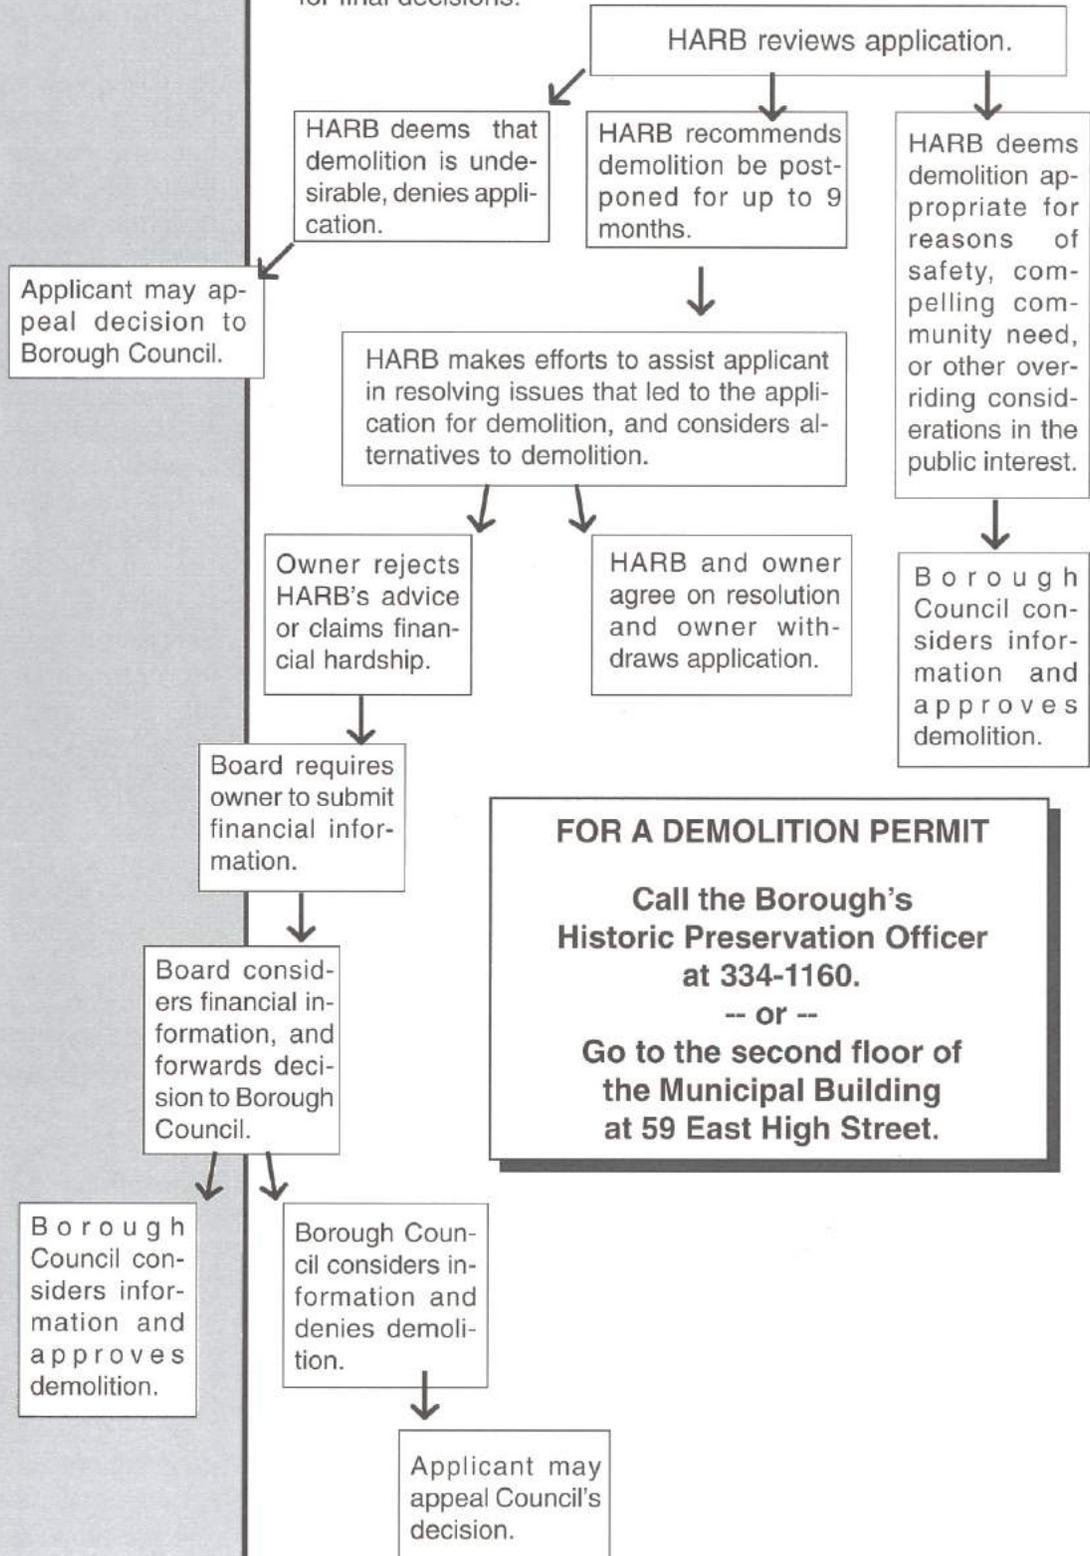 for final decisions.
HARB reviews application.
HARB deems that
demolition is unde-
sirable, denies appli-
cation.
HARB recommends
demolition be post-
poned for up to 9
months.
HARB deems
demolition ap-
propriate for
reasons of
safety, com-
pelling com-
munity need,
or other over-
riding consid-
erations in the
public interest.
Applicant may ap-
peal decision to
Borough Council.
HARB makes efforts to assist applicant
in resolving issues that led to the appli-
cation for demolition, and considers al-
ternatives to demolition.
Owner rejects
HARB's advice
or claims finan-
cial hardship.
HARB and owner
agree on resolution
and owner with-
draws application.
Borough
Council con-
siders infor-
mation and
approves
demolition.
Board requires
owner to submit
financial infor-
mation.
FOR A DEMOLITION PERMIT
Call the Borough's
Historic Preservation Officer
at 334-1160.
-- or --
Go to the second floor of
the Municipal Building
at 59 East High Street.
Board consid-
ers financial in-
formation, and
forwards deci-
sion to Borough
Council.
Borough
Council con-
siders infor-
mation and
approves
demolition.
Borough Coun-
cil considers in-
formation and
denies demoli-
tion.
Applicant may
appeal Council's
decision.